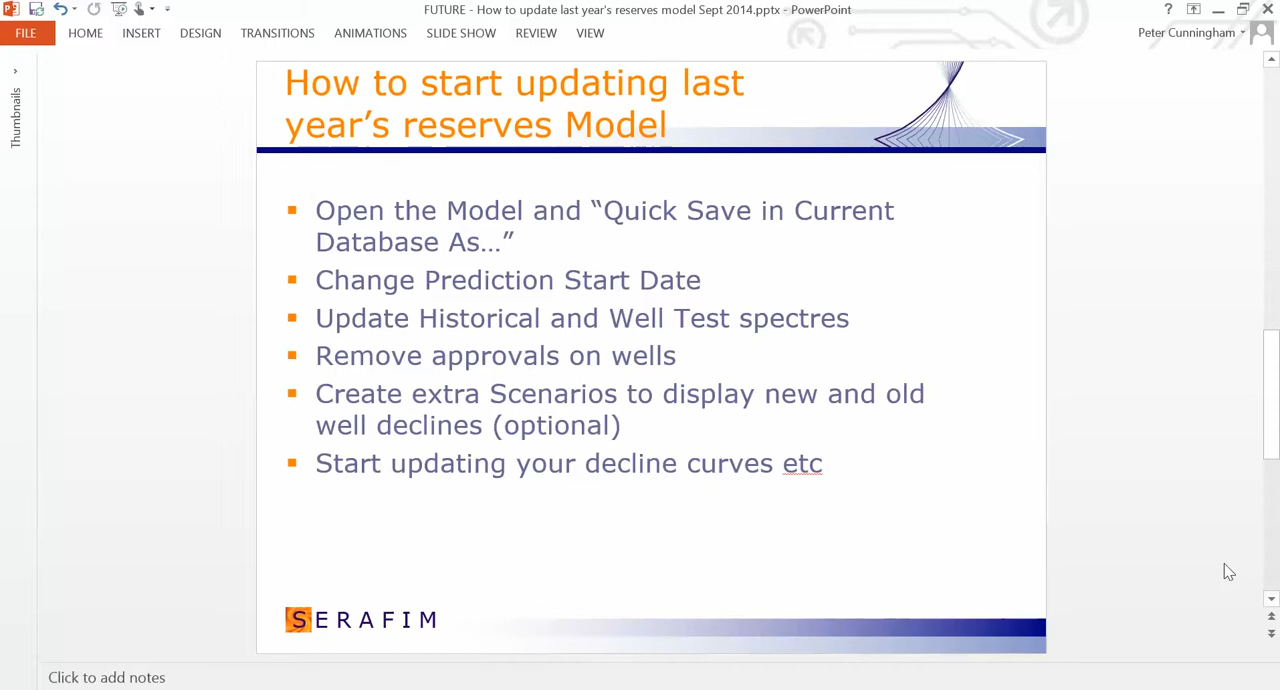 FUTURE - How to update last year's reserves model Sept 2014.pptx - PowerPoint
?
FILE HOME INSERT DESIGN TRANSITIONS ANIMATIONS SLIDE SHOW REVIEW VIEW Peter Cunningham
Thumbnails
How to start updating last
year’s reserves Model
Open the Model and “Quick Save in Current
Database As…”
Change Prediction Start Date
Update Historical and Well Test spectres
Remove approvals on wells
Create extra Scenarios to display new and old
well declines (optional)
Start updating your decline curves etc
SERAFIM
Click to add notes